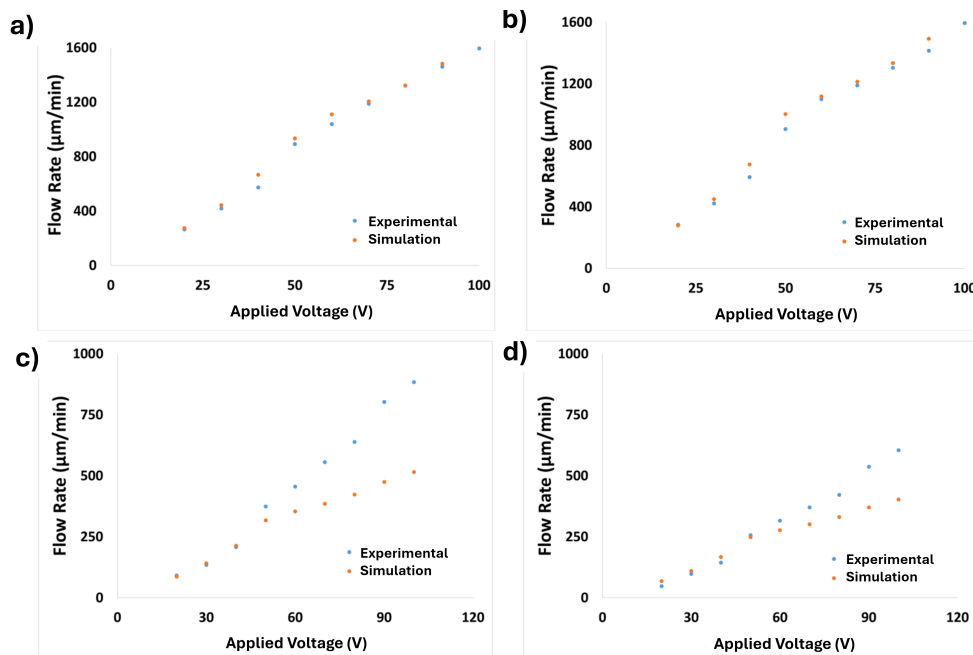 a)
1600
1200
800
400
0
0
25
50
75
100
Flow Rate (µm/min)
Applied Voltage (V)
Experimental
Simulation
b)
1600
1200
800
400
0
0
25
50
75
100
Flow Rate (µm/min)
Applied Voltage (V)
Experimental
Simulation
c)
1000
750
500
250
0
0
30
60
90
120
Flow Rate (µm/min)
Applied Voltage (V)
Experimental
Simulation
d)
1000
750
500
250
0
0
30
60
90
120
Flow Rate (µm/min)
Applied Voltage (V)
Experimental
Simulation